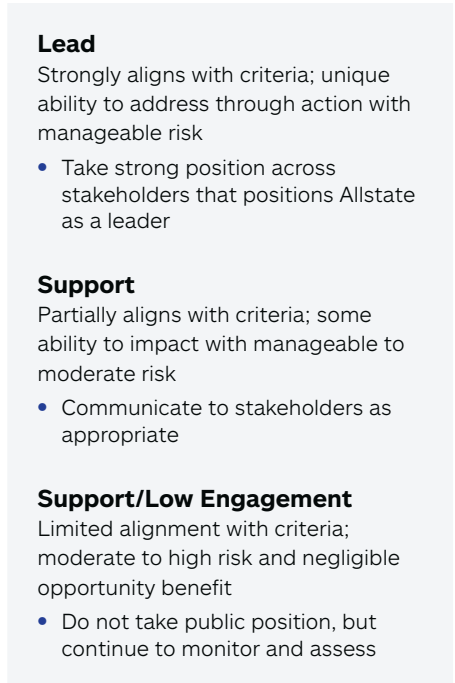 Lead
Strongly aligns with criteria; unique
ability to address through action with
manageable risk
• Take strong position across
stakeholders that positions Allstate
as a leader
Support
Partially aligns with criteria; some
ability to impact with manageable to
moderate risk
• Communicate to stakeholders as
appropriate
Support/Low Engagement
Limited alignment with criteria;
moderate to high risk and negligible
opportunity benefit
• Do not take public position, but
continue to monitor and assess